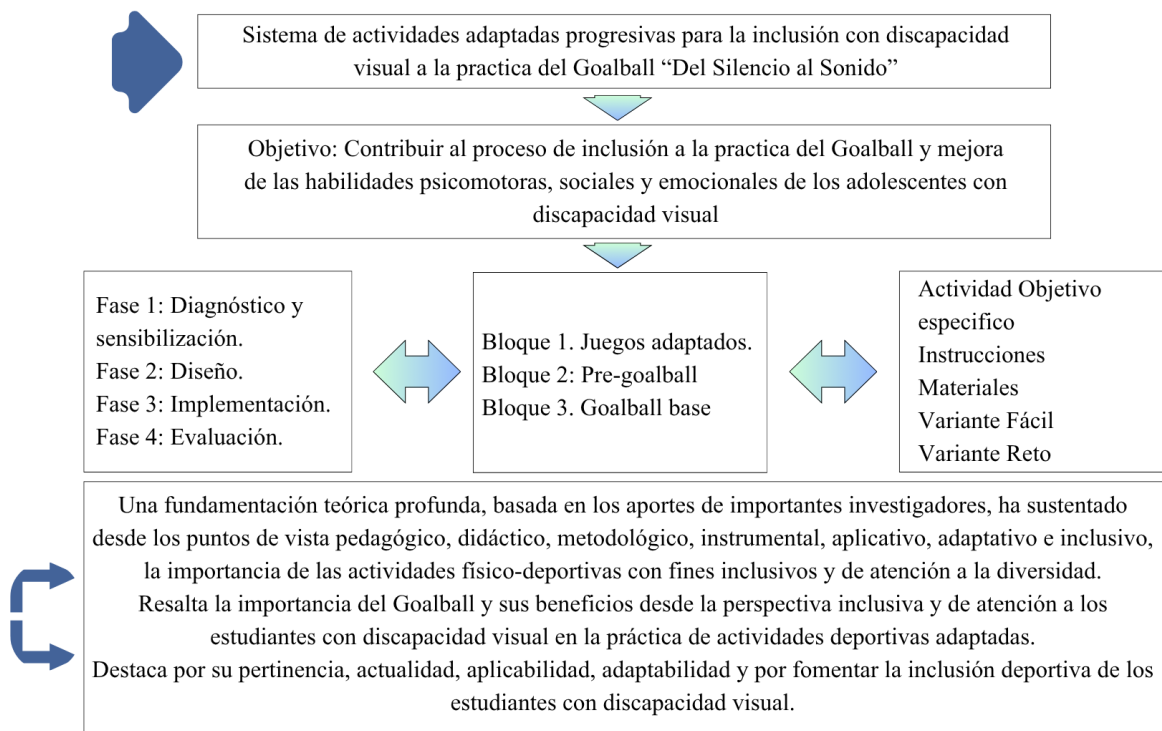 Sistema de actividades adaptadas progresivas para la inclusión con discapacidad
visual a la practica del Goalball “Del Silencio al Sonido”
Objetivo: Contribuir al proceso de inclusión a la practica del Goalball y mejora
de las habilidades psicomotoras, sociales y emocionales de los adolescentes con
discapacidad visual
Fase 1: Diagnóstico y
sensibilización.
Fase 2: Diseño.
Fase 3: Implementación.
Fase 4: Evaluación.
Bloque 1. Juegos adaptados.
Bloque 2: Pre-goalball
Bloque 3. Goalball base
Actividad Objetivo
especifico
Instrucciones
Materiales
Variante Fácil
Variante Reto
Una fundamentación teórica profunda, basada en los aportes de importantes investigadores, ha sustentado
desde los puntos de vista pedagógico, didáctico, metodológico, instrumental, aplicativo, adaptativo e inclusivo,
la importancia de las actividades físico-deportivas con fines inclusivos y de atención a la diversidad.
Resalta la importancia del Goalball y sus beneficios desde la perspectiva inclusiva y de atención a los
estudiantes con discapacidad visual en la práctica de actividades deportivas adaptadas.
Destaca por su pertinencia, actualidad, aplicabilidad, adaptabilidad y por fomentar la inclusión deportiva de los
estudiantes con discapacidad visual.